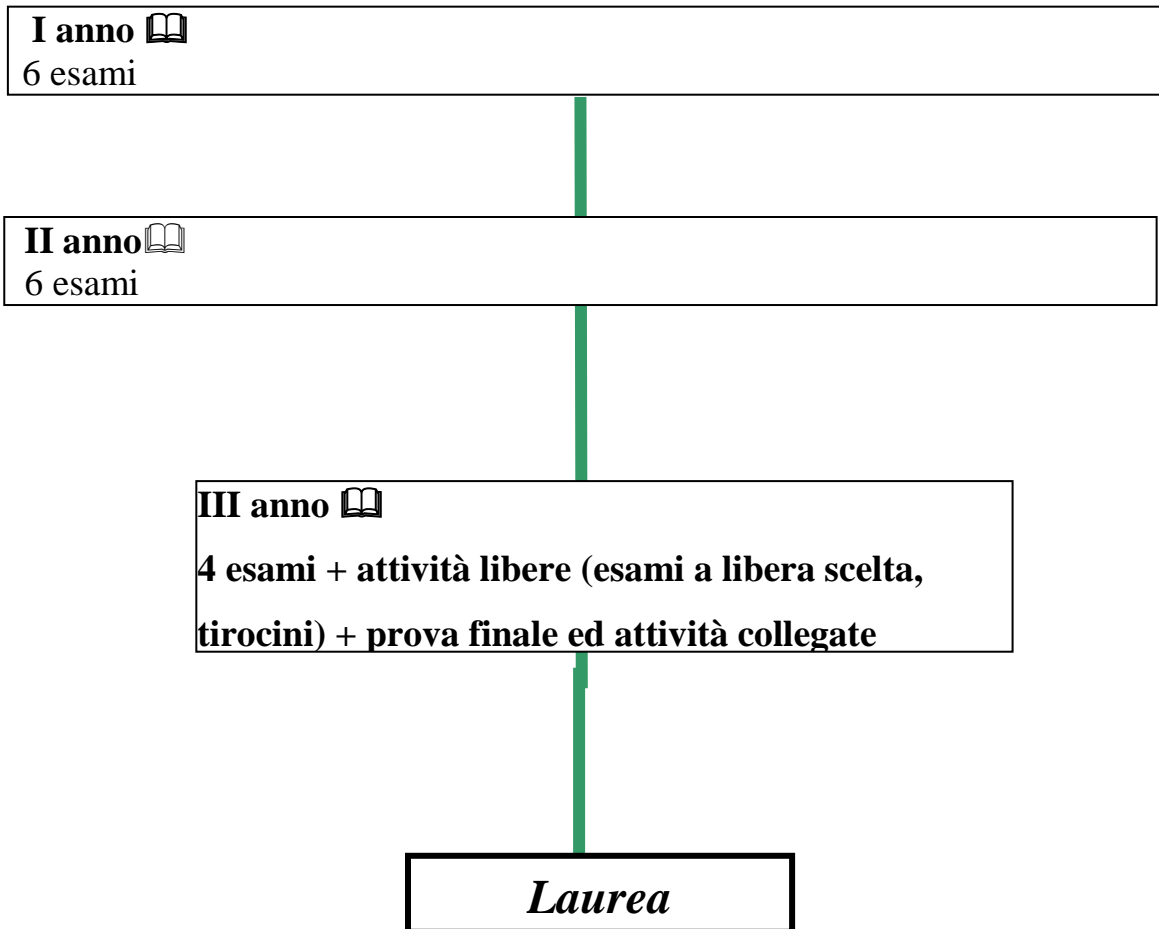 I anno 🕮
6 esami
II anno🕮
6 esami
III anno 🕮
4 esami + attività libere (esami a libera scelta,
tirocini) + prova finale ed attività collegate
Laurea